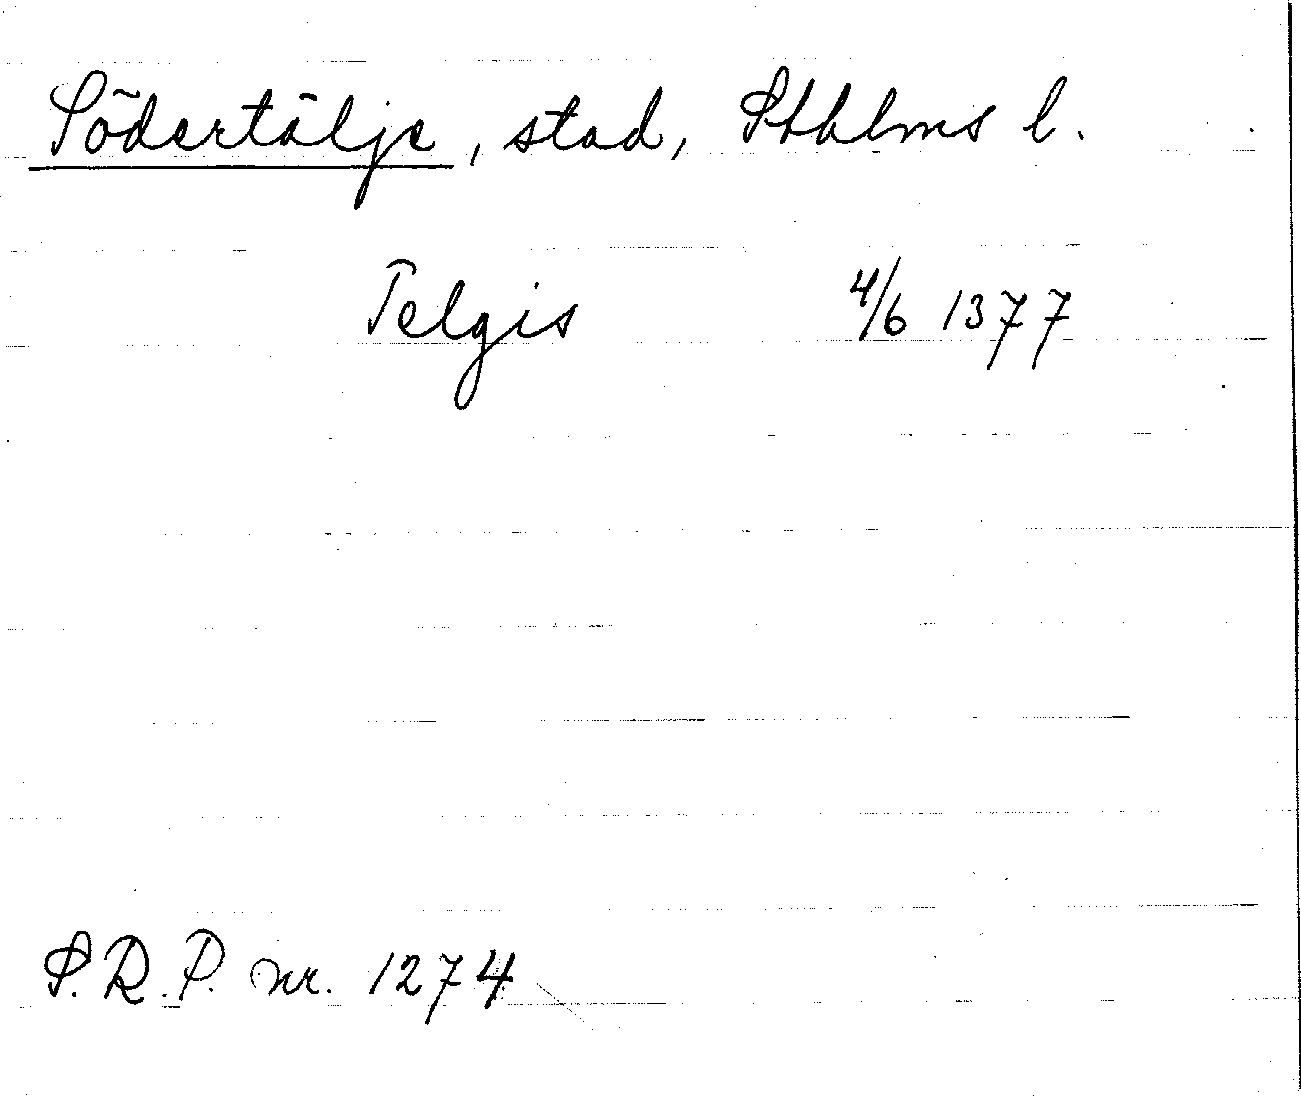 Södertälje, stad, Sthlms l.
Telgis 4/6 1377
S.R.P. nr. 1274